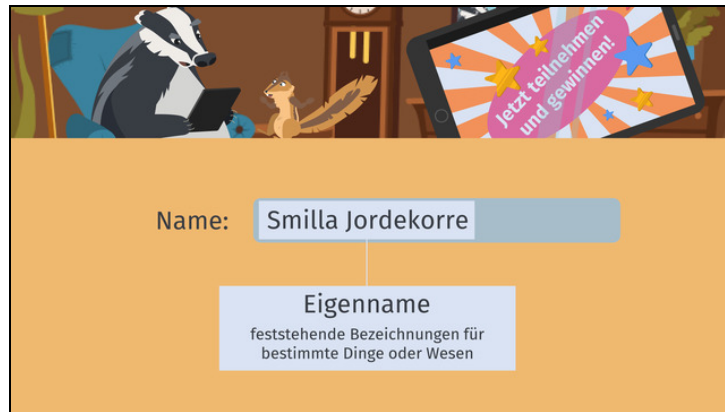 Jetzt teilnehmen
und gewinnen!
Name: Smilla Jordekorre
Eigenname
feststehende Bezeichnungen für
bestimmte Dinge oder Wesen